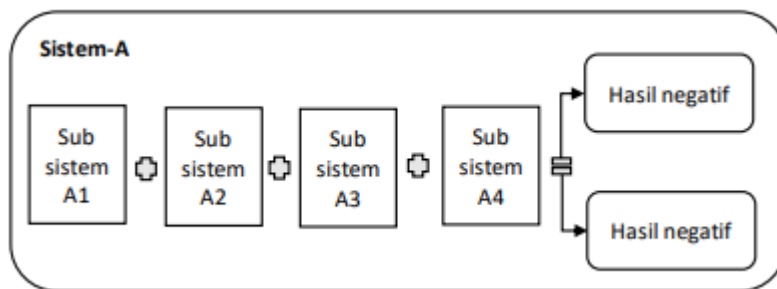 Sistem-A
Sub
sistem
A1
Sub
sistem
A2
Sub
sistem
A3
Sub
sistem
A4
Hasil negatif
Hasil negatif